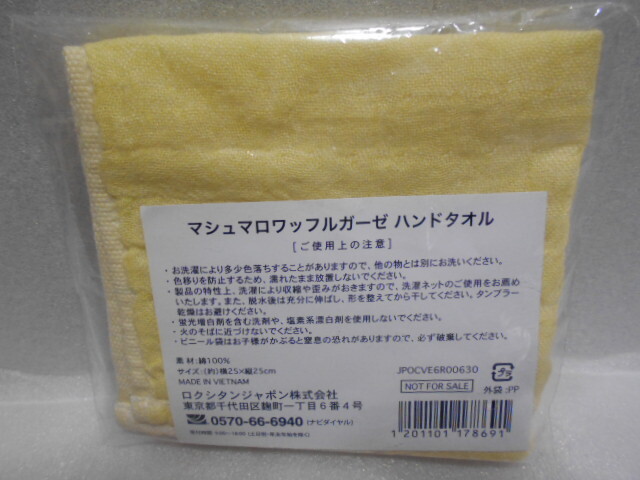 マシュマロワッフルガーゼ ハンドタオル
[ご使用上の注意]
・お洗濯により多少色落ちすることがありますので、他の物とは別にお洗いください。
・色移りを防止するため、濡れたまま放置しないでください。
・製品の特性上、洗濯により収縮や歪みがおきますので、洗濯ネットのご使用をお薦め
いたします。また、脱水後は充分に伸ばし、形を整えてから干してください。タンブラー
乾燥はお避けください。
・蛍光増白剤を含む洗剤や、塩素系漂白剤を使用しないでください。
・火のそばに近づけないでください。
・ビニール袋はお子様がかぶると窒息の恐れがありますので、必ず破棄してください。
素材:綿100%
サイズ:(約)横25×縦25cm
MADE IN VIETNAM
ロクシタンジャポン株式会社
東京都千代田区麹町一丁目6番4号
0570-66-6940 (ナビダイヤル)
JPOCVE6R00630
NOT FOR SALE
プラ
外袋:PP
1 201101 178691